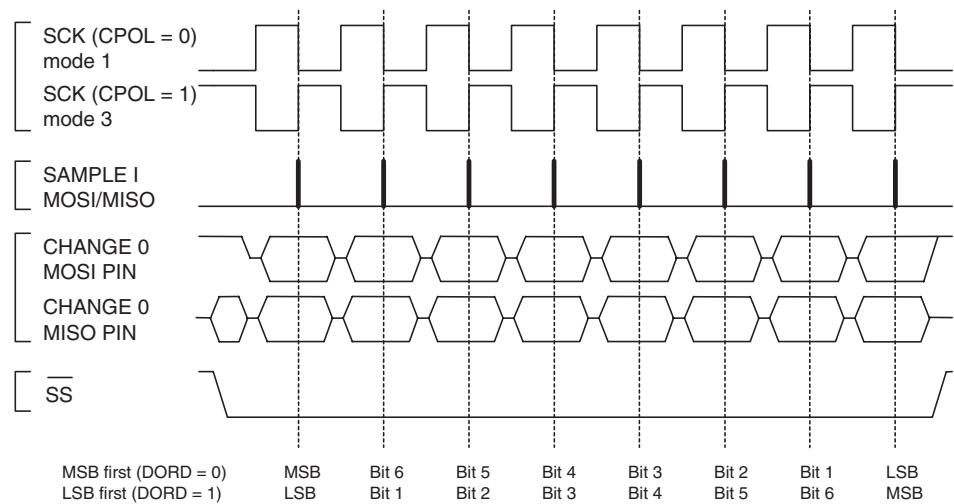 SCK (CPOL = 0)
mode 1
SCK (CPOL = 1)
mode 3
SAMPLE I
MOSI/MISO
CHANGE 0
MOSI PIN
CHANGE 0
MISO PIN
SS
MSB first (DORD = 0) MSB Bit 6 Bit 5 Bit 4 Bit 3 Bit 2 Bit 1 LSB
LSB first (DORD = 1) LSB Bit 1 Bit 2 Bit 3 Bit 4 Bit 5 Bit 6 MSB